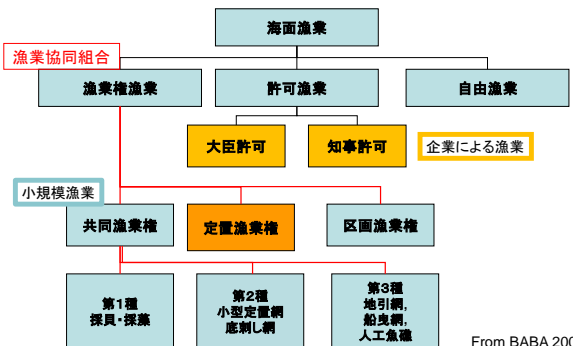 海面漁業
漁業協同組合
漁業権漁業
許可漁業
自由漁業
大臣許可
知事許可
企業による漁業
小規模漁業
共同漁業権
定置漁業権
区画漁業権
第1種
採貝・採藻
第2種
小型定置網
底刺し網
第3種
地引網,
船曳網,
人工魚礁
From BABA 200